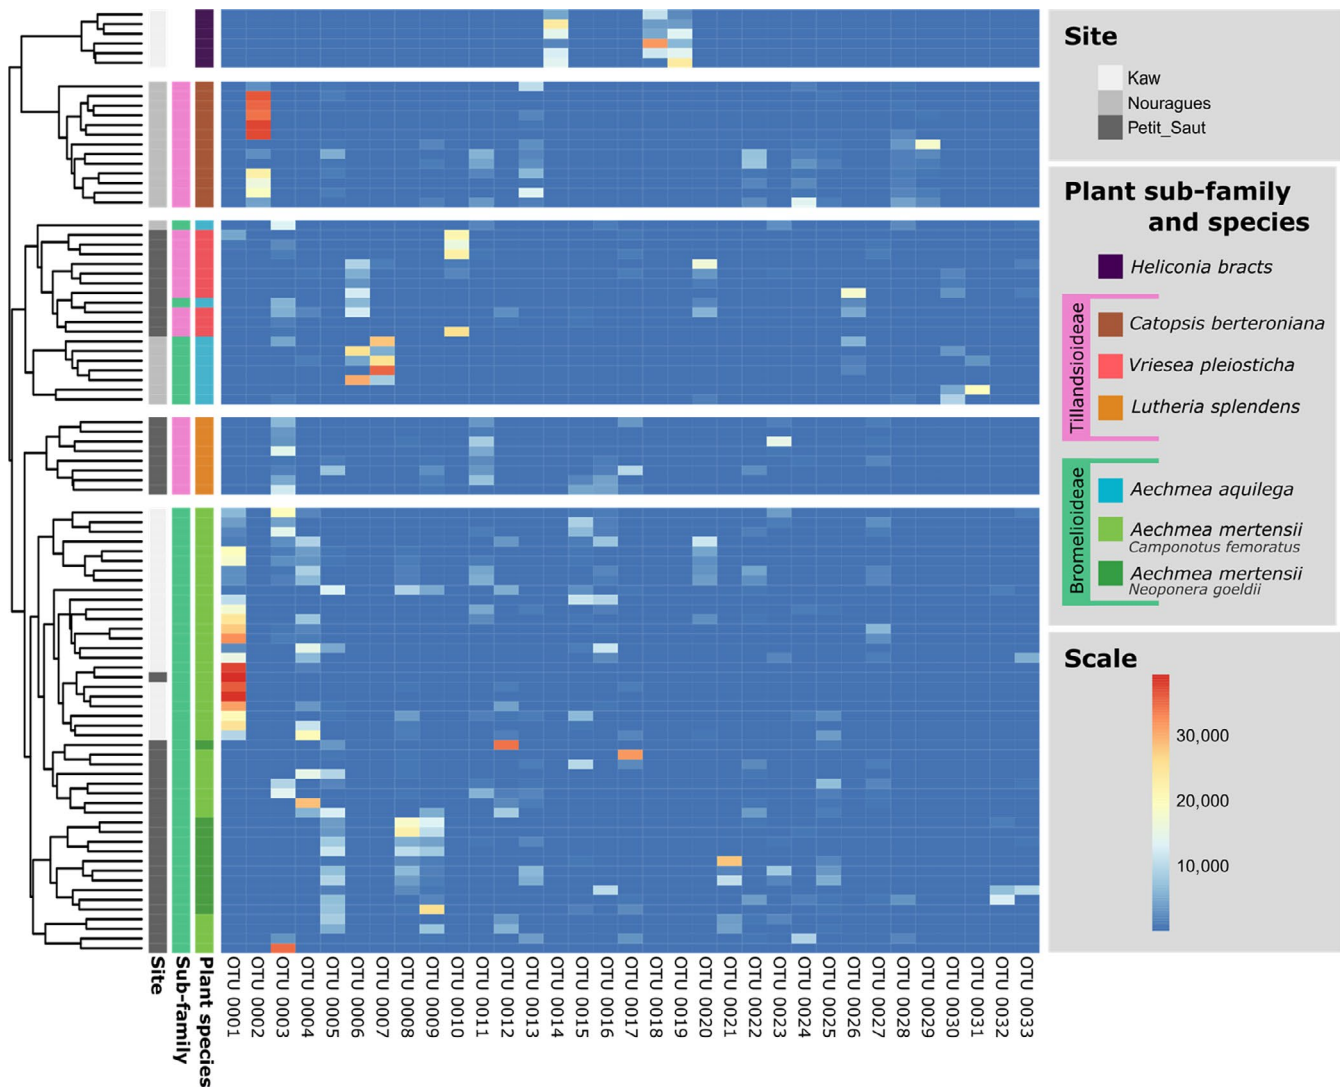 Site
Kaw
Nouragues
Petit_Saut
Plant sub-family
and species
Heliconia bracts
Tillandsioideae
Catopsis berteroniana
Vriesea pleiosticha
Lutheria splendens
Bromelioideae
Aechmea aquilega
Aechmea mertensii
Camponotus femoratus
Aechmea mertensii
Neoponera goeldii
Scale
30,000
20,000
10,000
Site
Sub-family
Plant species
OTU 0001
OTU 0002
OTU 0003
OTU 0004
OTU 0005
OTU 0006
OTU 0007
OTU 0008
OTU 0009
OTU 0010
OTU 0011
OTU 0012
OTU 0013
OTU 0014
OTU 0015
OTU 0016
OTU 0017
OTU 0018
OTU 0019
OTU 0020
OTU 0021
OTU 0022
OTU 0023
OTU 0024
OTU 0025
OTU 0026
OTU 0027
OTU 0028
OTU 0029
OTU 0030
OTU 0031
OTU 0032
OTU 0033